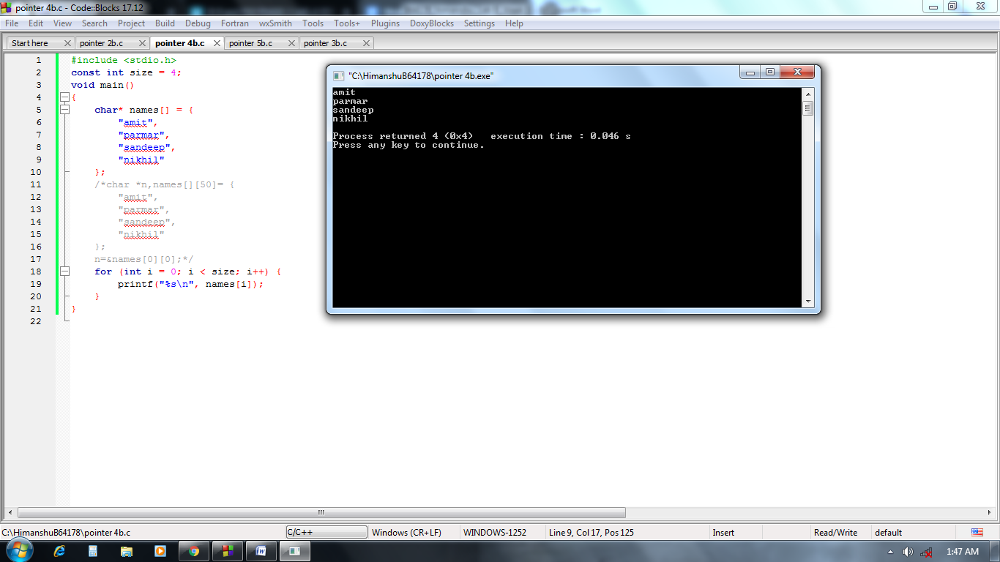 pointer 4b.c - Code::Blocks 17.12
File Edit View Search Project Build Debug Fortran wxSmith Tools Tools+ Plugins DoxyBlocks Settings Help
Start here pointer 2b.c pointer 4b.c pointer 5b.c pointer 3b.c
1 #include <stdio.h>
2 const int size = 4;
3 void main()
4 {
5 char* names[] = {
6 "amit",
7 "parmar",
8 "sandeep",
9 "nikhil"
10 };
11 /*char *n,names[][50]= {
12 "amit",
13 "parmar",
14 "sandeep",
15 "nikhil"
16 };
17 n=&names[0][0];*/
18 for (int i = 0; i < size; i++) {
19 printf("%s\n", names[i]);
20 }
21 }
22
"C:\HimanshuB64178\pointer 4b.exe"
amit
parmar
sandeep
nikhil
Process returned 4 (0x4) execution time : 0.046 s
Press any key to continue.
C:\HimanshuB64178\pointer 4b.c C/C++ Windows (CR+LF) WINDOWS-1252 Line 9, Col 17, Pos 125 Insert Read/Write default
1:47 AM